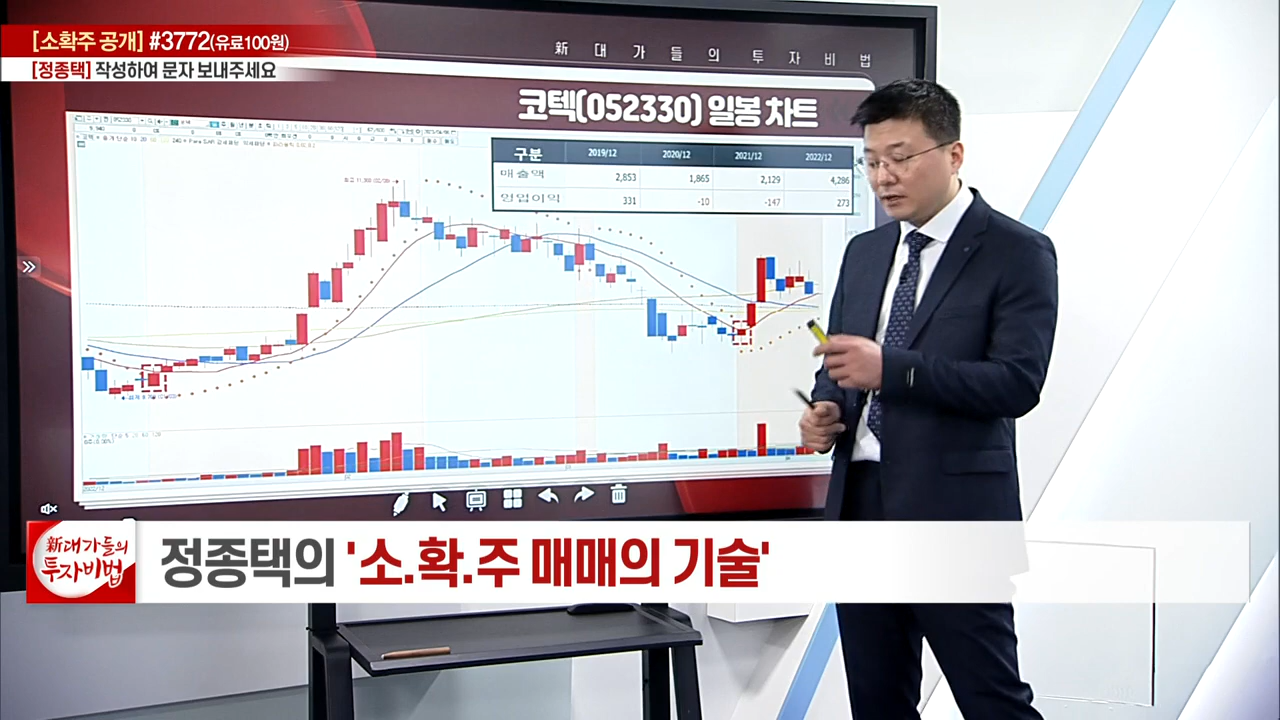 [소확주 공개] #3772(유료100원)
[정종택] 작성하여 문자 보내주세요
新 대가들의 투자비법
코텍(052330) 일봉 차트
구분 2019/12 2020/12 2021/12 2022/12
매출액 2,853 1,865 2,129 4,286
영업이익 331 -10 -147 273
新대가들의
투자비법
정종택의 '소.확.주 매매의 기술'